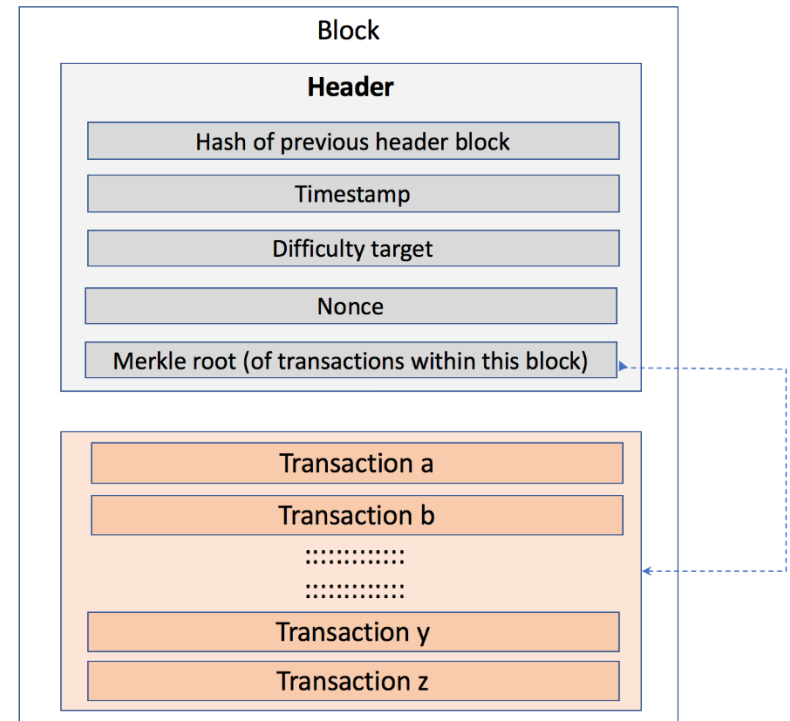 Block
Header
Hash of previous header block
Timestamp
Difficulty target
Nonce
Merkle root (of transactions within this block)
Transaction a
Transaction b
:::::::::::::
:::::::::::::
Transaction y
Transaction z